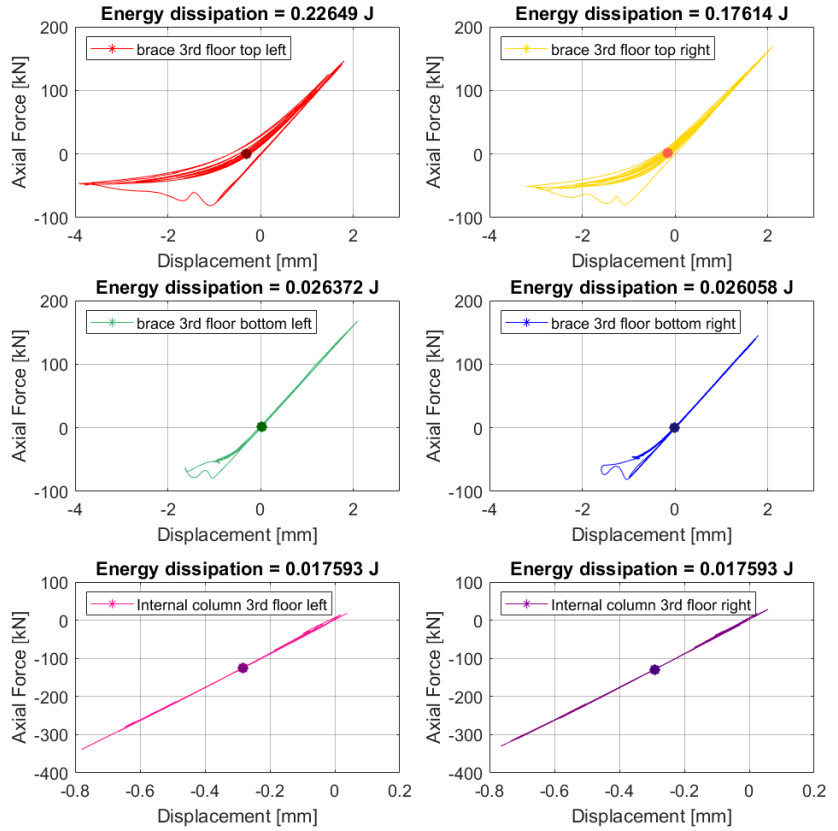 Energy dissipation = 0.22649 J
200
100
0
-100
Axial Force [kN]
brace 3rd floor top left
-4
-2
0
2
Displacement [mm]
Energy dissipation = 0.17614 J
200
100
0
-100
Axial Force [kN]
brace 3rd floor top right
-4
-2
0
2
Displacement [mm]
Energy dissipation = 0.026372 J
200
100
0
-100
Axial Force [kN]
brace 3rd floor bottom left
-4
-2
0
2
Displacement [mm]
Energy dissipation = 0.026058 J
200
100
0
-100
Axial Force [kN]
brace 3rd floor bottom right
-4
-2
0
2
Displacement [mm]
Energy dissipation = 0.017593 J
100
0
-100
-200
-300
-400
Axial Force [kN]
Internal column 3rd floor left
-0.8
-0.6
-0.4
-0.2
0
0.2
Displacement [mm]
Energy dissipation = 0.017593 J
100
0
-100
-200
-300
-400
Axial Force [kN]
Internal column 3rd floor right
-0.8
-0.6
-0.4
-0.2
0
0.2
Displacement [mm]